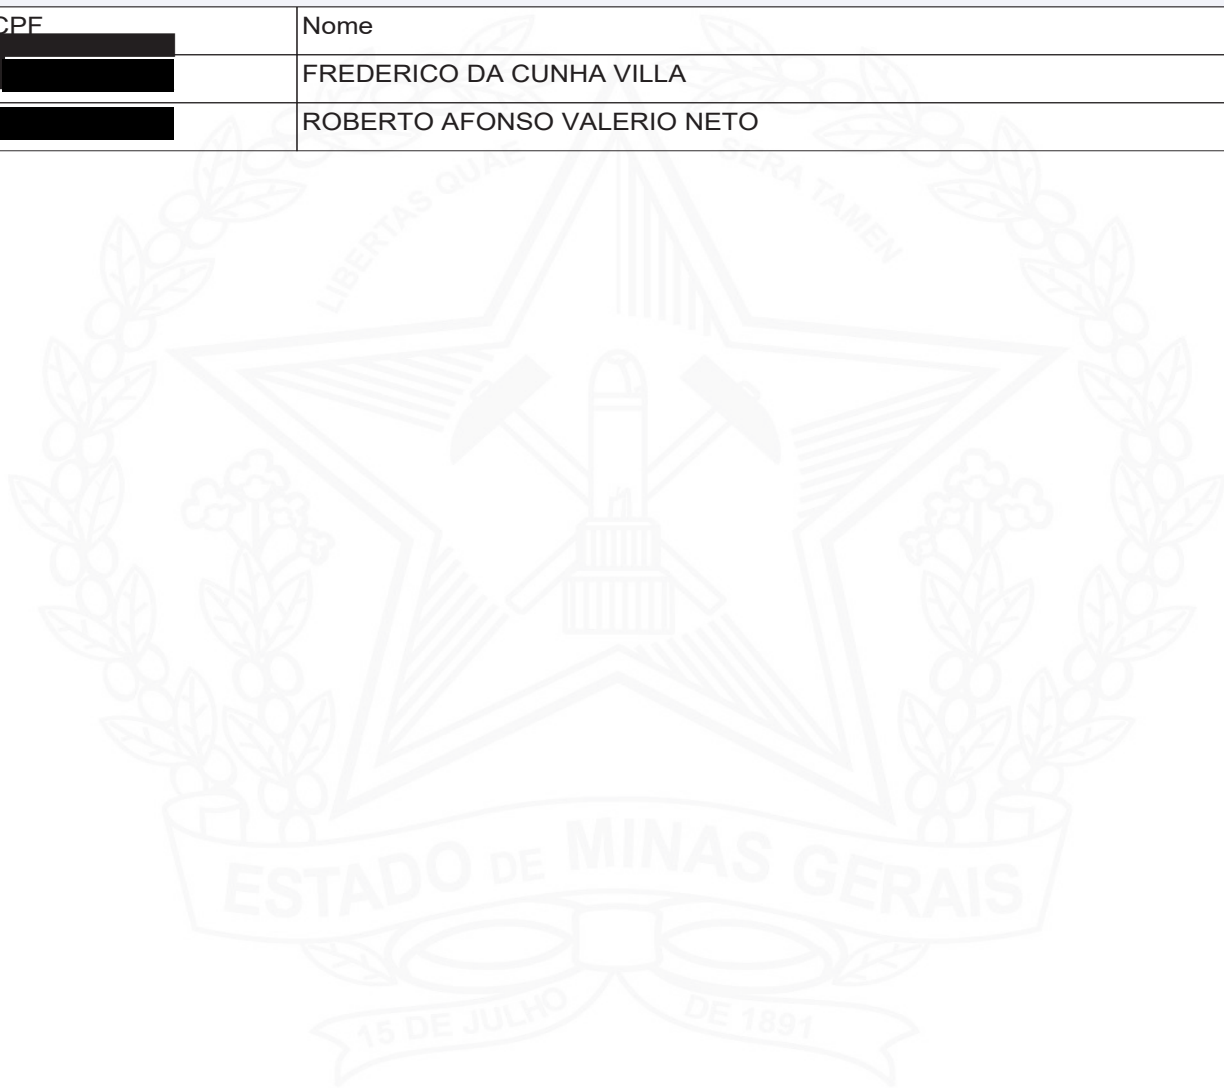 CPF Nome
FREDERICO DA CUNHA VILLA
ROBERTO AFONSO VALERIO NETO
LIBERTAS QUAE SERA TAMEN
ESTADO DE MINAS GERAIS
15 DE JULHO DE 1891